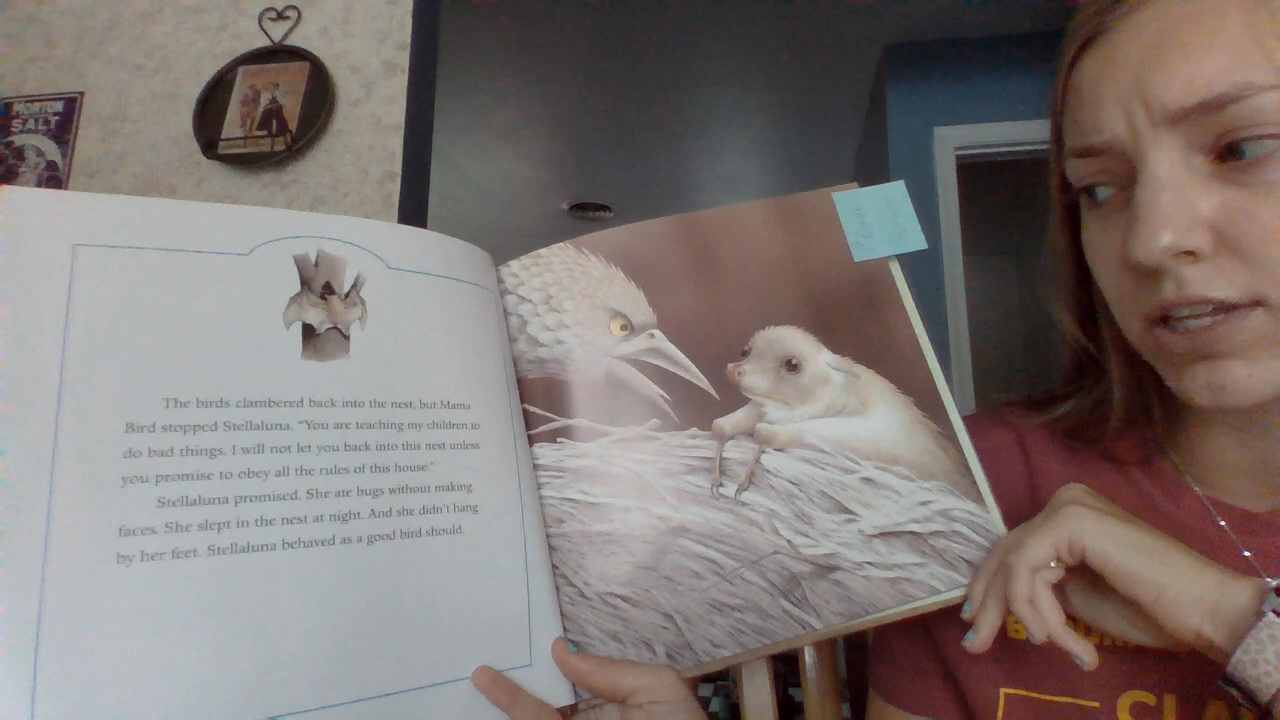 MORTON
SALT
The birds clambered back into the nest, but Mama
Bird stopped Stellaluna. "You are teaching my children to
do bad things. I will not let you back into this nest unless
you promise to obey all the rules of this house."
Stellaluna promised. She ate bugs without making
faces. She slept in the nest at night. And she didn't hang
by her feet. Stellaluna behaved as a good bird should.
CLA